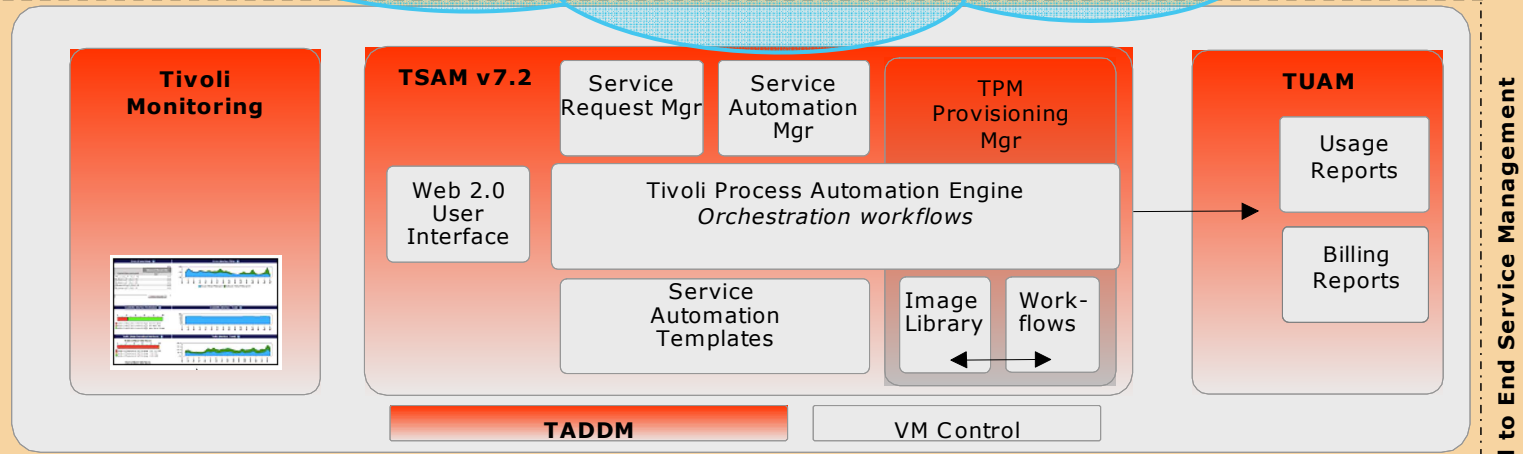 Tivoli
Monitoring
TSAM v7.2
Service
Request Mgr
Service
Automation
Mgr
TPM
Provisioning
Mgr
Web 2.0
User
Interface
Tivoli Process Automation Engine
Orchestration workflows
Service
Automation
Templates
Image
Library
Work-
flows
TUAM
Usage
Reports
Billing
Reports
TADDM
VM Control
to End Service Management